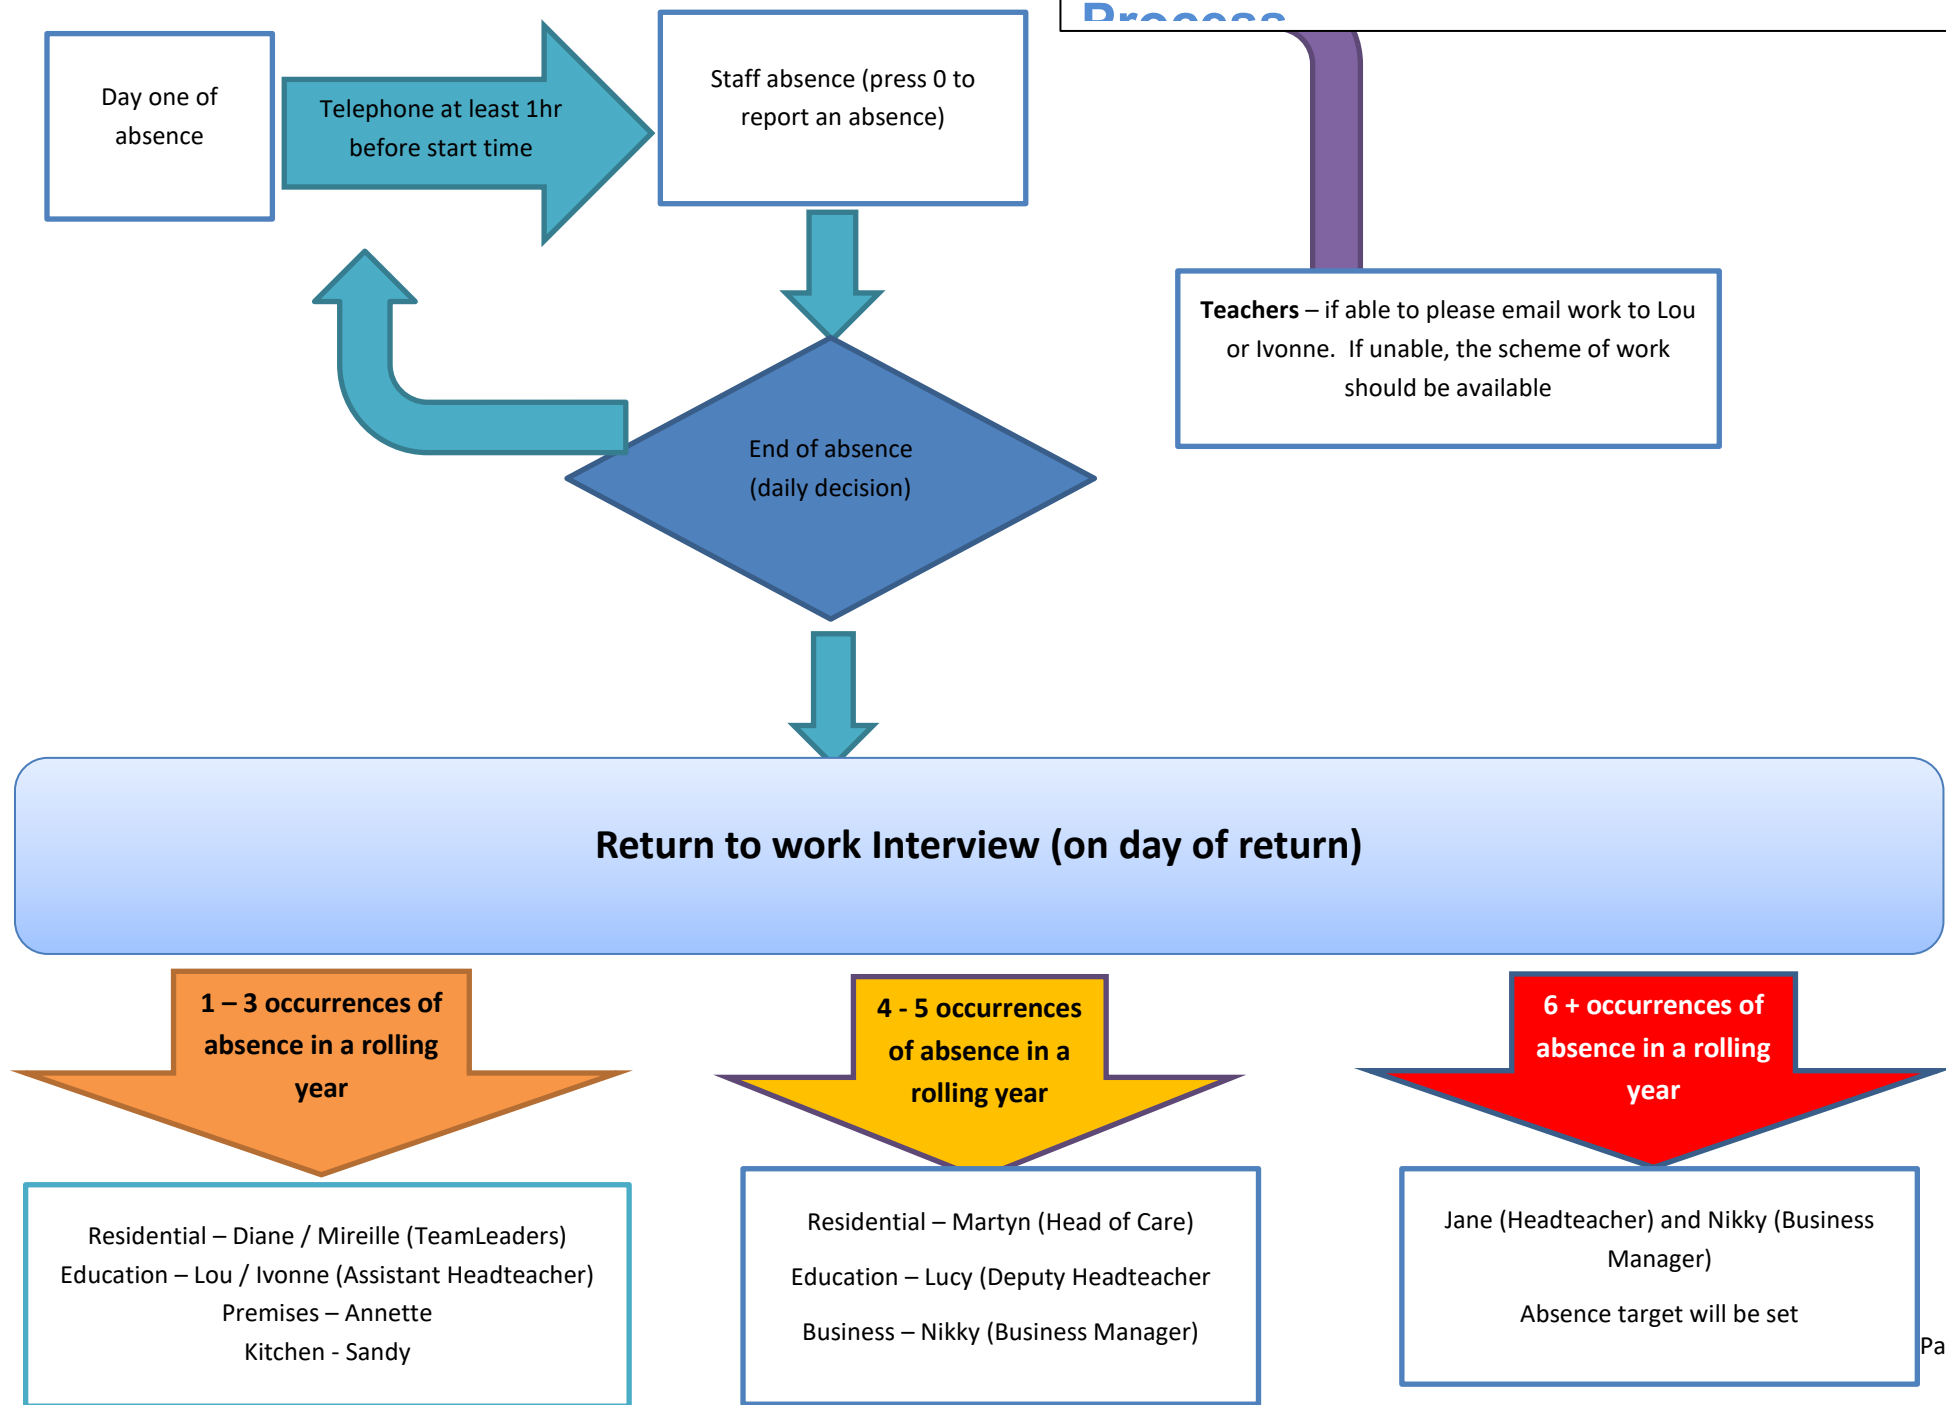 Process
Day one of
absence
Telephone at least 1hr
before start time
Staff absence (press 0 to
report an absence)
Teachers – if able to please email work to Lou
or Ivonne.  If unable, the scheme of work
should be available
End of absence
(daily decision)
Return to work Interview (on day of return)
1 – 3 occurrences of
absence in a rolling
year
4 - 5 occurrences
of absence in a
rolling year
6 + occurrences of
absence in a rolling
year
Residential – Diane / Mireille (TeamLeaders)
Education – Lou / Ivonne (Assistant Headteacher)
Premises – Annette
Kitchen - Sandy
Residential – Martyn (Head of Care)
Education – Lucy (Deputy Headteacher
Business – Nikky (Business Manager)
Jane (Headteacher) and Nikky (Business
Manager)
Absence target will be set
Pa